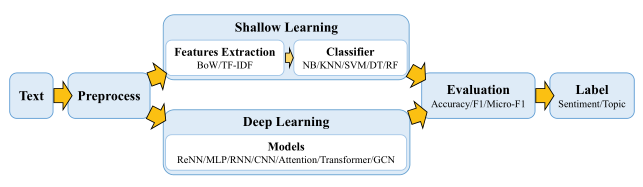 Text
Preprocess
Shallow Learning
Features Extraction
BoW/TF-IDF
Classifier
NB/KNN/SVM/DT/RF
Deep Learning
Models
ReNN/MLP/RNN/CNN/Attention/Transformer/GCN
Evaluation
Accuracy/F1/Micro-F1
Label
Sentiment/Topic